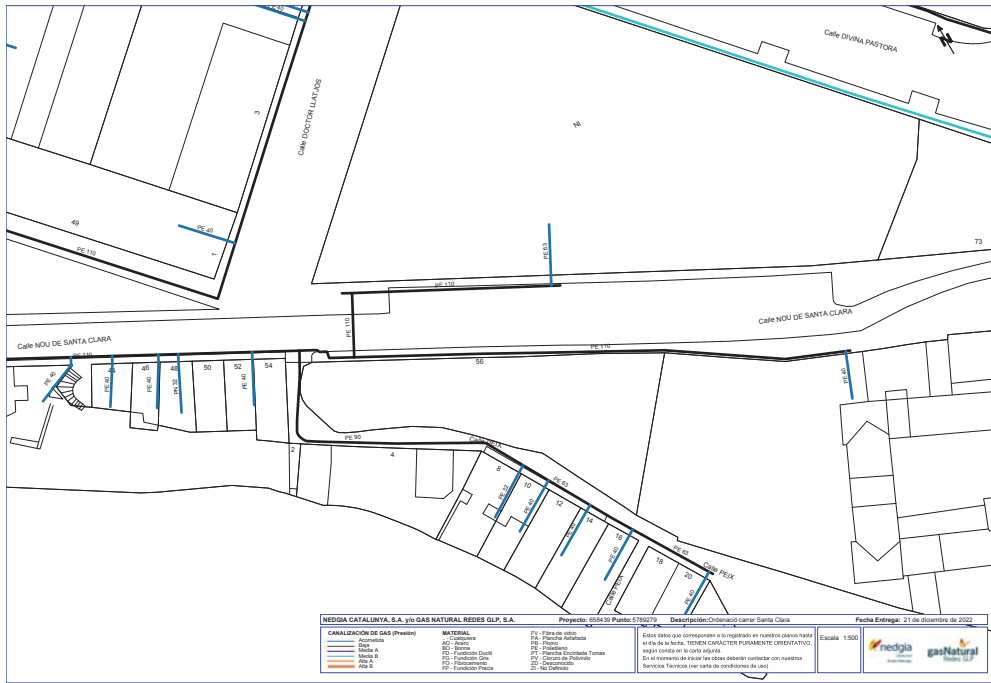 PE 40
Calle DIVINA PASTORA
N
Calle DOCTOR LLATJOS
3
NI
49
PE 40
1
PE 110
PE 63
73
PE 110
PE 110
Calle NOU DE SANTA CLARA
Calle NOU DE SANTA CLARA
PE 110
PE 110
44
46
48
50
52
54
56
PE 40
PE 40
PE 40
PE 32
PE 40
PE 40
PE 90
Calle PEIX
2
4
8
10
12
14
16
18
20
PE 63
PE 32
PE 40
PE 40
PE 40
PE 63
Calle PEIX
Calle PEIX
PE 40
NEDGIA CATALUNYA, S.A. y/o GAS NATURAL REDES GLP, S.A. Proyecto: 658439 Punto:5789279 Descripción:Ordenació carrer Santa Clara Fecha Entrega: 21 de diciembre de 2022
CANALIZACIÓN DE GAS (Presión)
Acometida
Baja
Media A
Media B
Alta A
Alta B
MATERIAL
.. - Cualquiera
AO - Acero
BO - Bonna
FD - Fundición Ductil
FG - Fundición Gris
FO - Fibrocemento
FP - Fundición Precis
FV - Fibra de vidrio
PA - Plancha Asfaltada
PB - Plomo
PE - Polietileno
PT - Plancha Encintada Tomas
PV - Cloruro de Polivinilo
ZD - Desconocido
ZI - No Definido
Estos datos que corresponden a lo registrado en nuestros planos hasta
el día de la fecha, TIENEN CARÁCTER PURAMENTE ORIENTATIVO,
según consta en la carta adjunta.
En el momento de iniciar las obras deberán contactar con nuestros
Servicios Técnicos (ver carta de condiciones de uso)
Escala 1:500
nedgia
gasNatural
Redes GLP